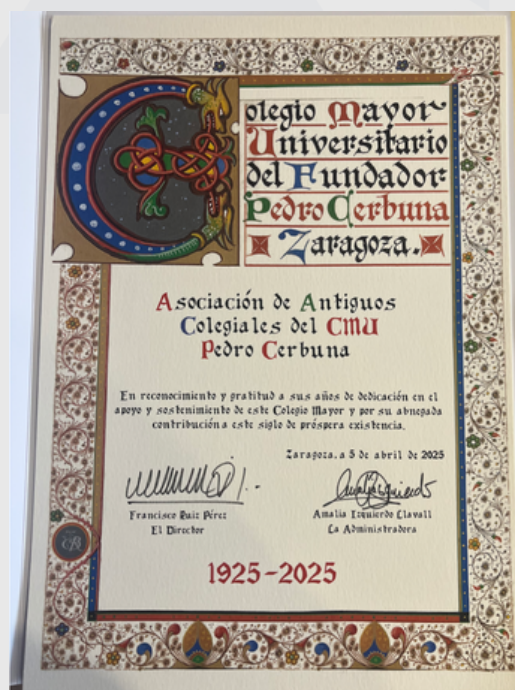 Colegio Mayor
Universitario
del Fundador
Pedro Cerbuna
Zaragoza.
Asociación de Antiguos
Colegiales del CMU
Pedro Cerbuna
En reconocimiento y gratitud a sus años de dedicación en el
apoyo y sostenimiento de este Colegio Mayor y por su abnegada
contribución a este siglo de próspera existencia.
Zaragoza, a 5 de abril de 2025
Francisco Ruiz Pérez
El Director
Amalia Izquierdo Clavall
La Administradora
1925-2025